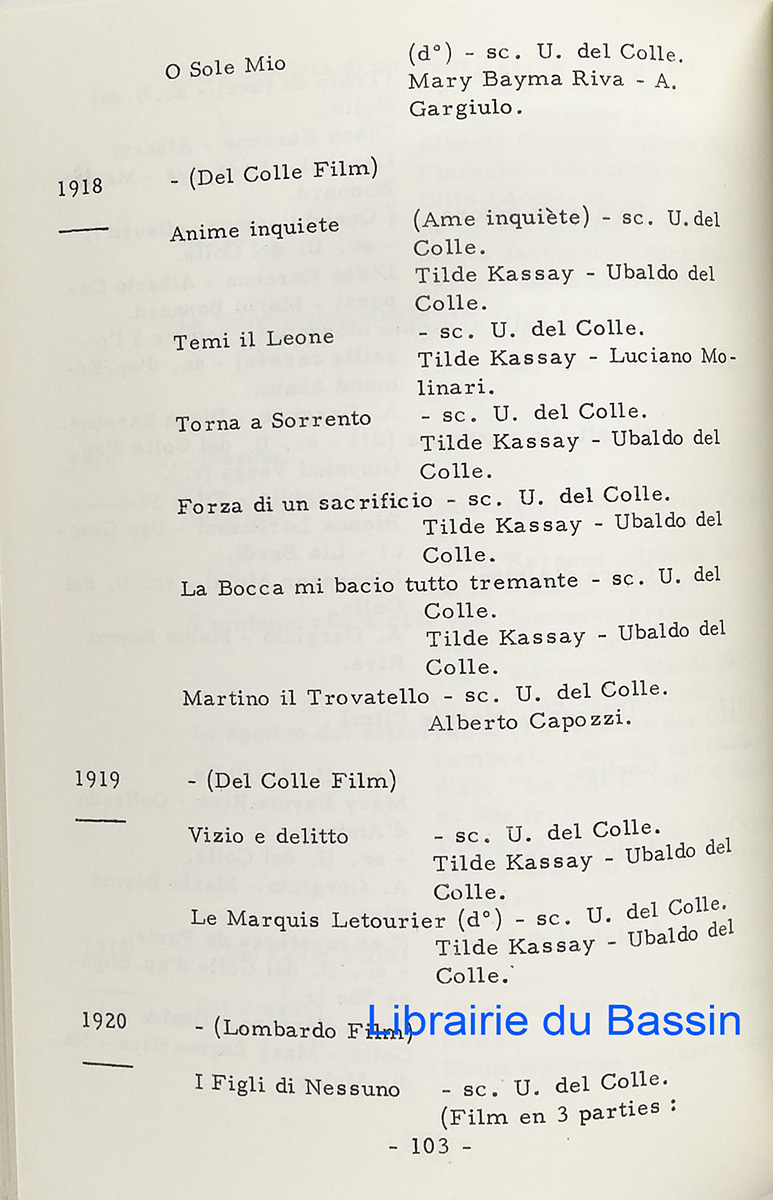 O Sole Mio (d°) - sc. U. del Colle.
Mary Bayma Riva - A.
Gargiulo.
1918 - (Del Colle Film)
Anime inquiete (Ame inquiète) - sc. U. del
Colle.
Tilde Kassay - Ubaldo del
Colle.
Temi il Leone - sc. U. del Colle.
Tilde Kassay - Luciano Mo-
linari.
Torna a Sorrento - sc. U. del Colle.
Tilde Kassay - Ubaldo del
Colle.
Forza di un sacrificio - sc. U. del Colle.
Tilde Kassay - Ubaldo del
Colle.
La Bocca mi bacio tutto tremante - sc. U. del
Colle.
Tilde Kassay - Ubaldo del
Colle.
Martino il Trovatello - sc. U. del Colle.
Alberto Capozzi.
1919 - (Del Colle Film)
Vizio e delitto - sc. U. del Colle.
Tilde Kassay - Ubaldo del
Colle.
Le Marquis Letourier (d°) - sc. U. del Colle.
Tilde Kassay - Ubaldo del
Colle.
1920 - (Lombardo Film)
Librairie du Bassin
I Figli di Nessuno - sc. U. del Colle.
(Film en 3 parties :
- 103 -